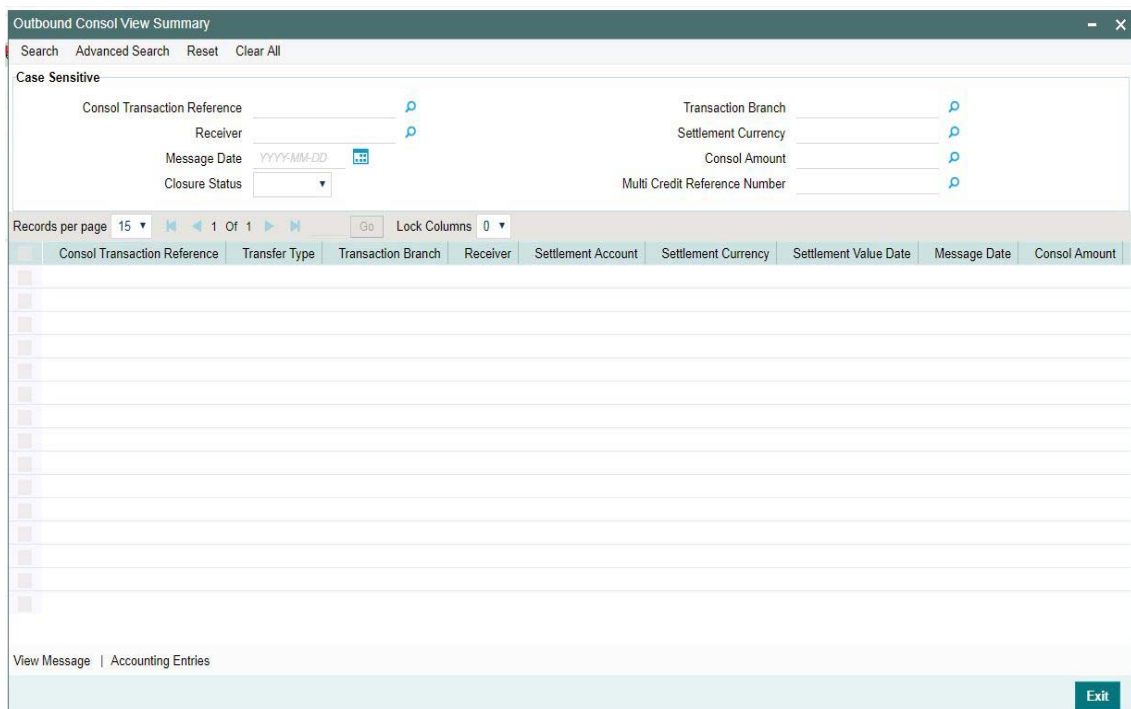 Outbound Consol View Summary
Search Advanced Search Reset Clear All
Case Sensitive
Consol Transaction Reference Transaction Branch
Receiver Settlement Currency
Message Date YYYY-MM-DD Consol Amount
Closure Status Multi Credit Reference Number
Records per page 15 1 Of 1 Go Lock Columns 0
Consol Transaction Reference Transfer Type Transaction Branch Receiver Settlement Account Settlement Currency Settlement Value Date Message Date Consol Amount
View Message | Accounting Entries
Exit